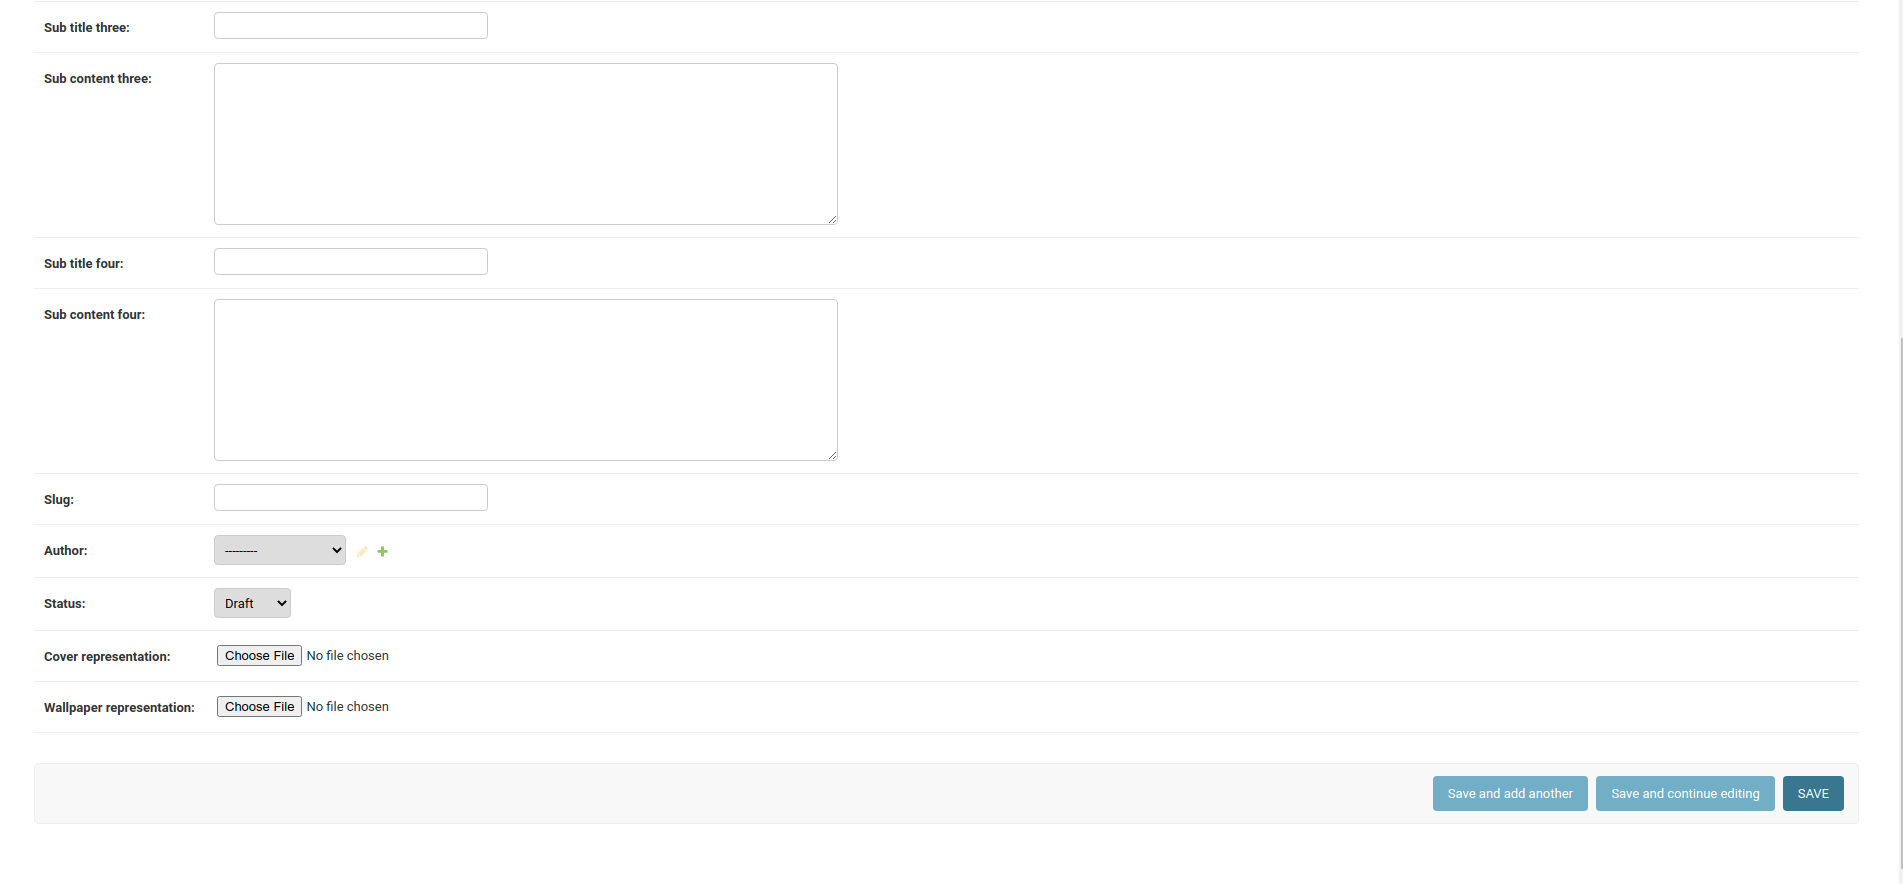 Sub title three:
Sub content three:
Sub title four:
Sub content four:
Slug:
Author: ---------
Status: Draft
Cover representation: Choose File No file chosen
Wallpaper representation: Choose File No file chosen
Save and add another Save and continue editing SAVE